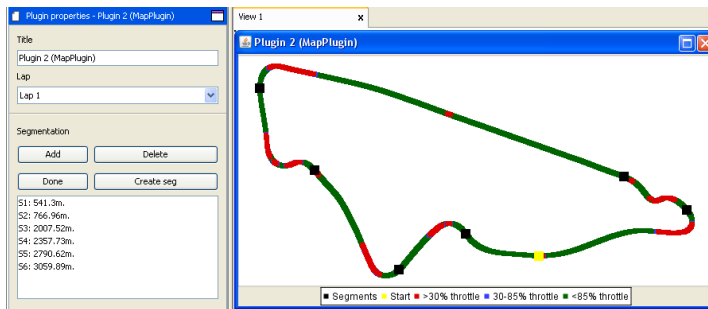 Plugin properties - Plugin 2 (MapPlugin)
Title
Plugin 2 (MapPlugin)
Lap
Lap 1
Segmentation
Add
Delete
Done
Create seg
S1: 541.3m.
S2: 766.96m.
S3: 2007.52m.
S4: 2357.73m.
S5: 2790.62m.
S6: 3059.89m.
View 1
x
Plugin 2 (MapPlugin)
Segments Start >30% throttle 30-85% throttle <85% throttle